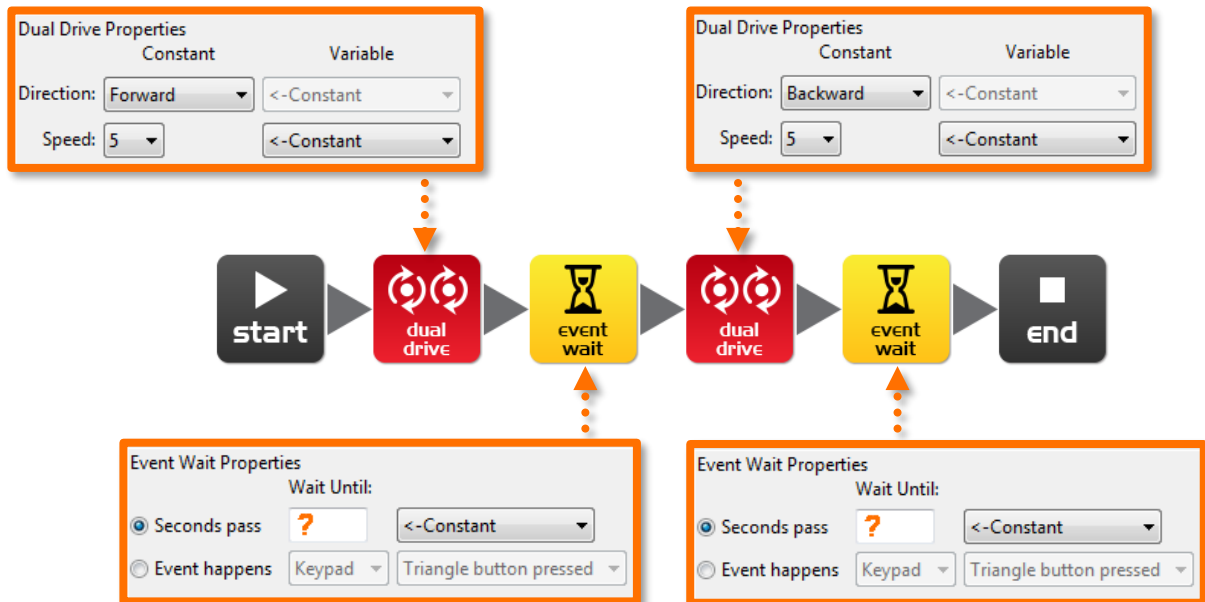 Dual Drive Properties
Constant Variable
Direction: Forward <-Constant
Speed: 5 <-Constant
Dual Drive Properties
Constant Variable
Direction: Backward <-Constant
Speed: 5 <-Constant
start
dual
drive
event
wait
dual
drive
event
wait
end
Event Wait Properties
Wait Until:
Seconds pass ? <-Constant
Event happens Keypad Triangle button pressed
Event Wait Properties
Wait Until:
Seconds pass ? <-Constant
Event happens Keypad Triangle button pressed